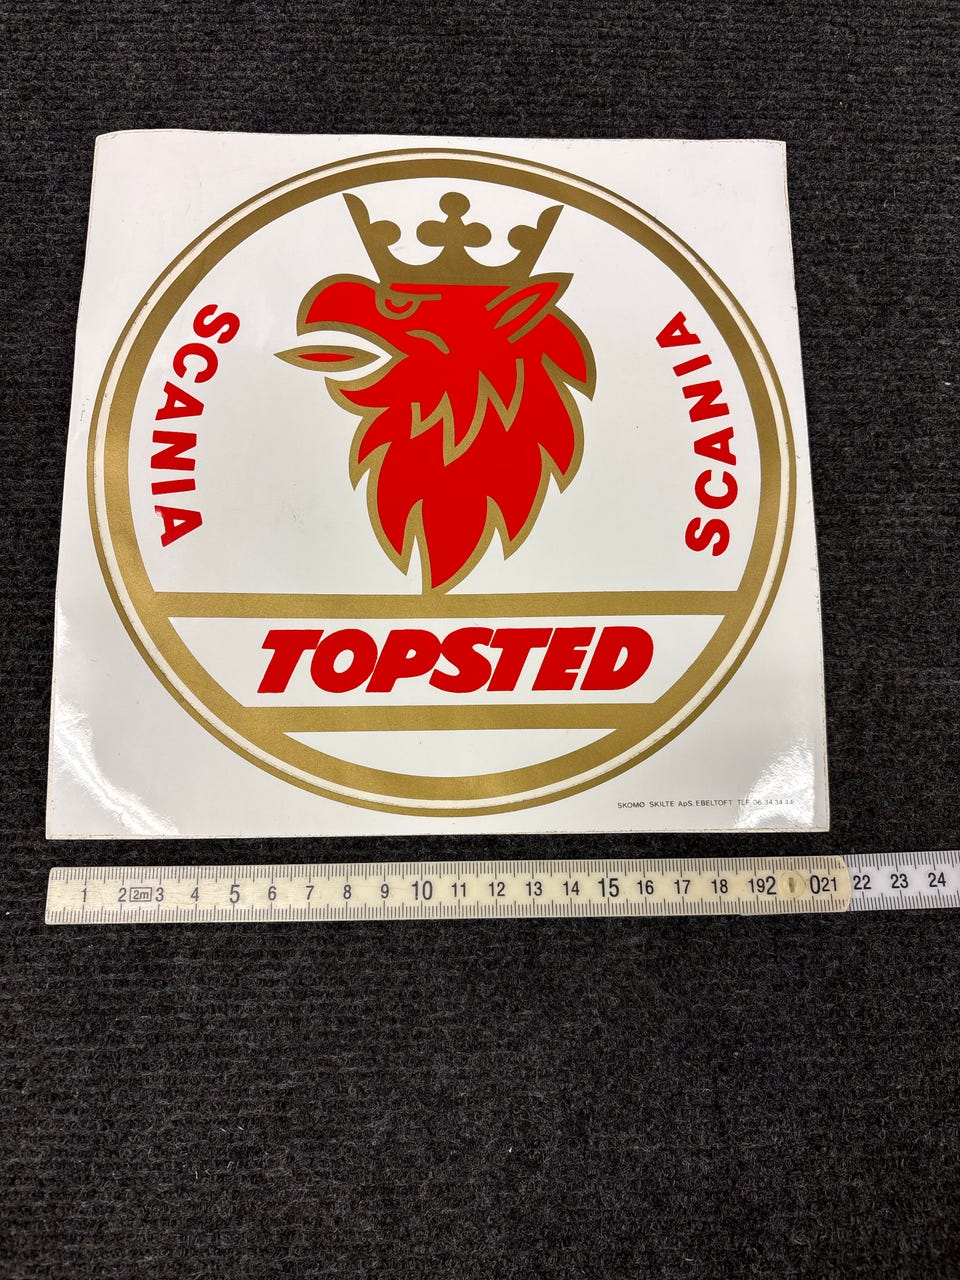 SCANIA
SCANIA
TOPSTED
SKOMØ SKILTE ApS. EBELTOFT TLF. 06 34 34 44
1 2 2m 3 4 5 6 7 8 9 10 11 12 13 14 15 16 17 18 19 20 21 22 23 24